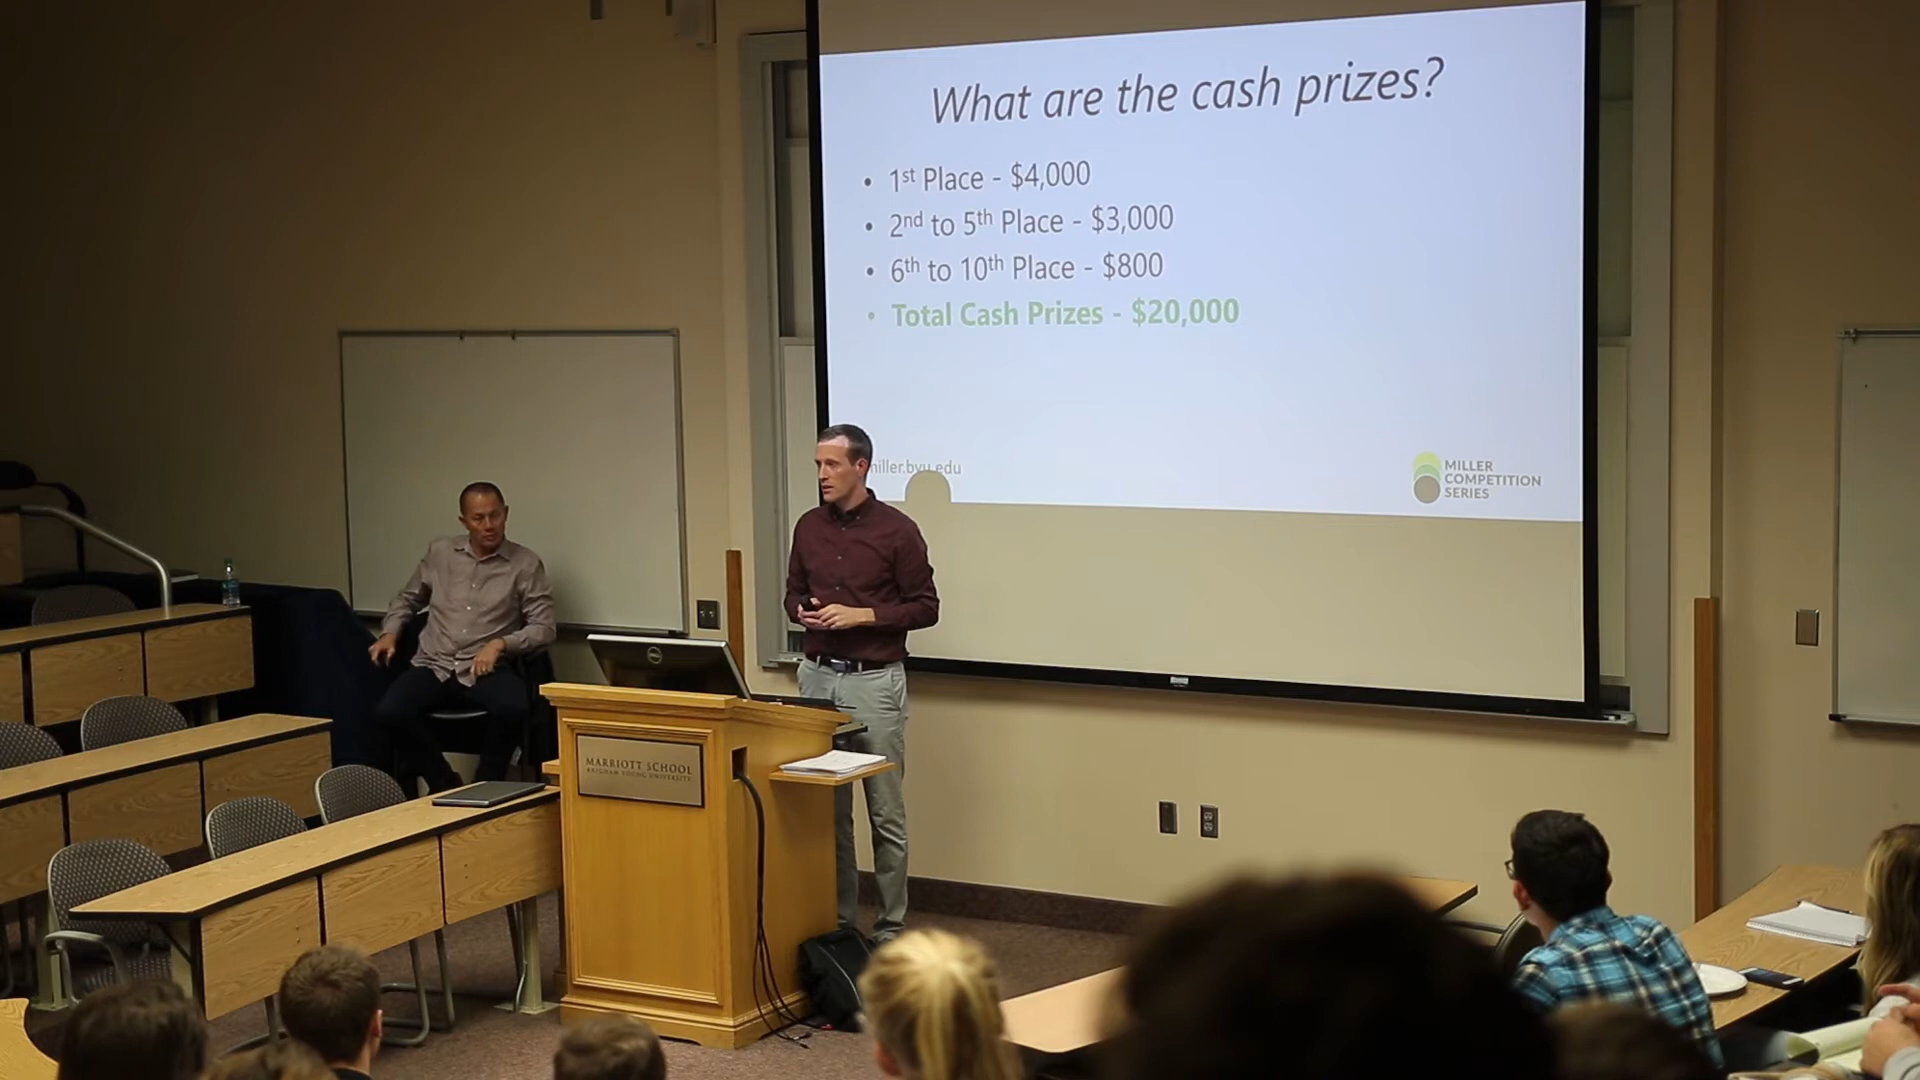 What are the cash prizes?
• 1st Place - $4,000
• 2nd to 5th Place - $3,000
• 6th to 10th Place - $800
• Total Cash Prizes - $20,000
miller.byu.edu
MILLER
COMPETITION
SERIES
DELL
MARRIOTT SCHOOL
BRIGHAM YOUNG UNIVERSITY